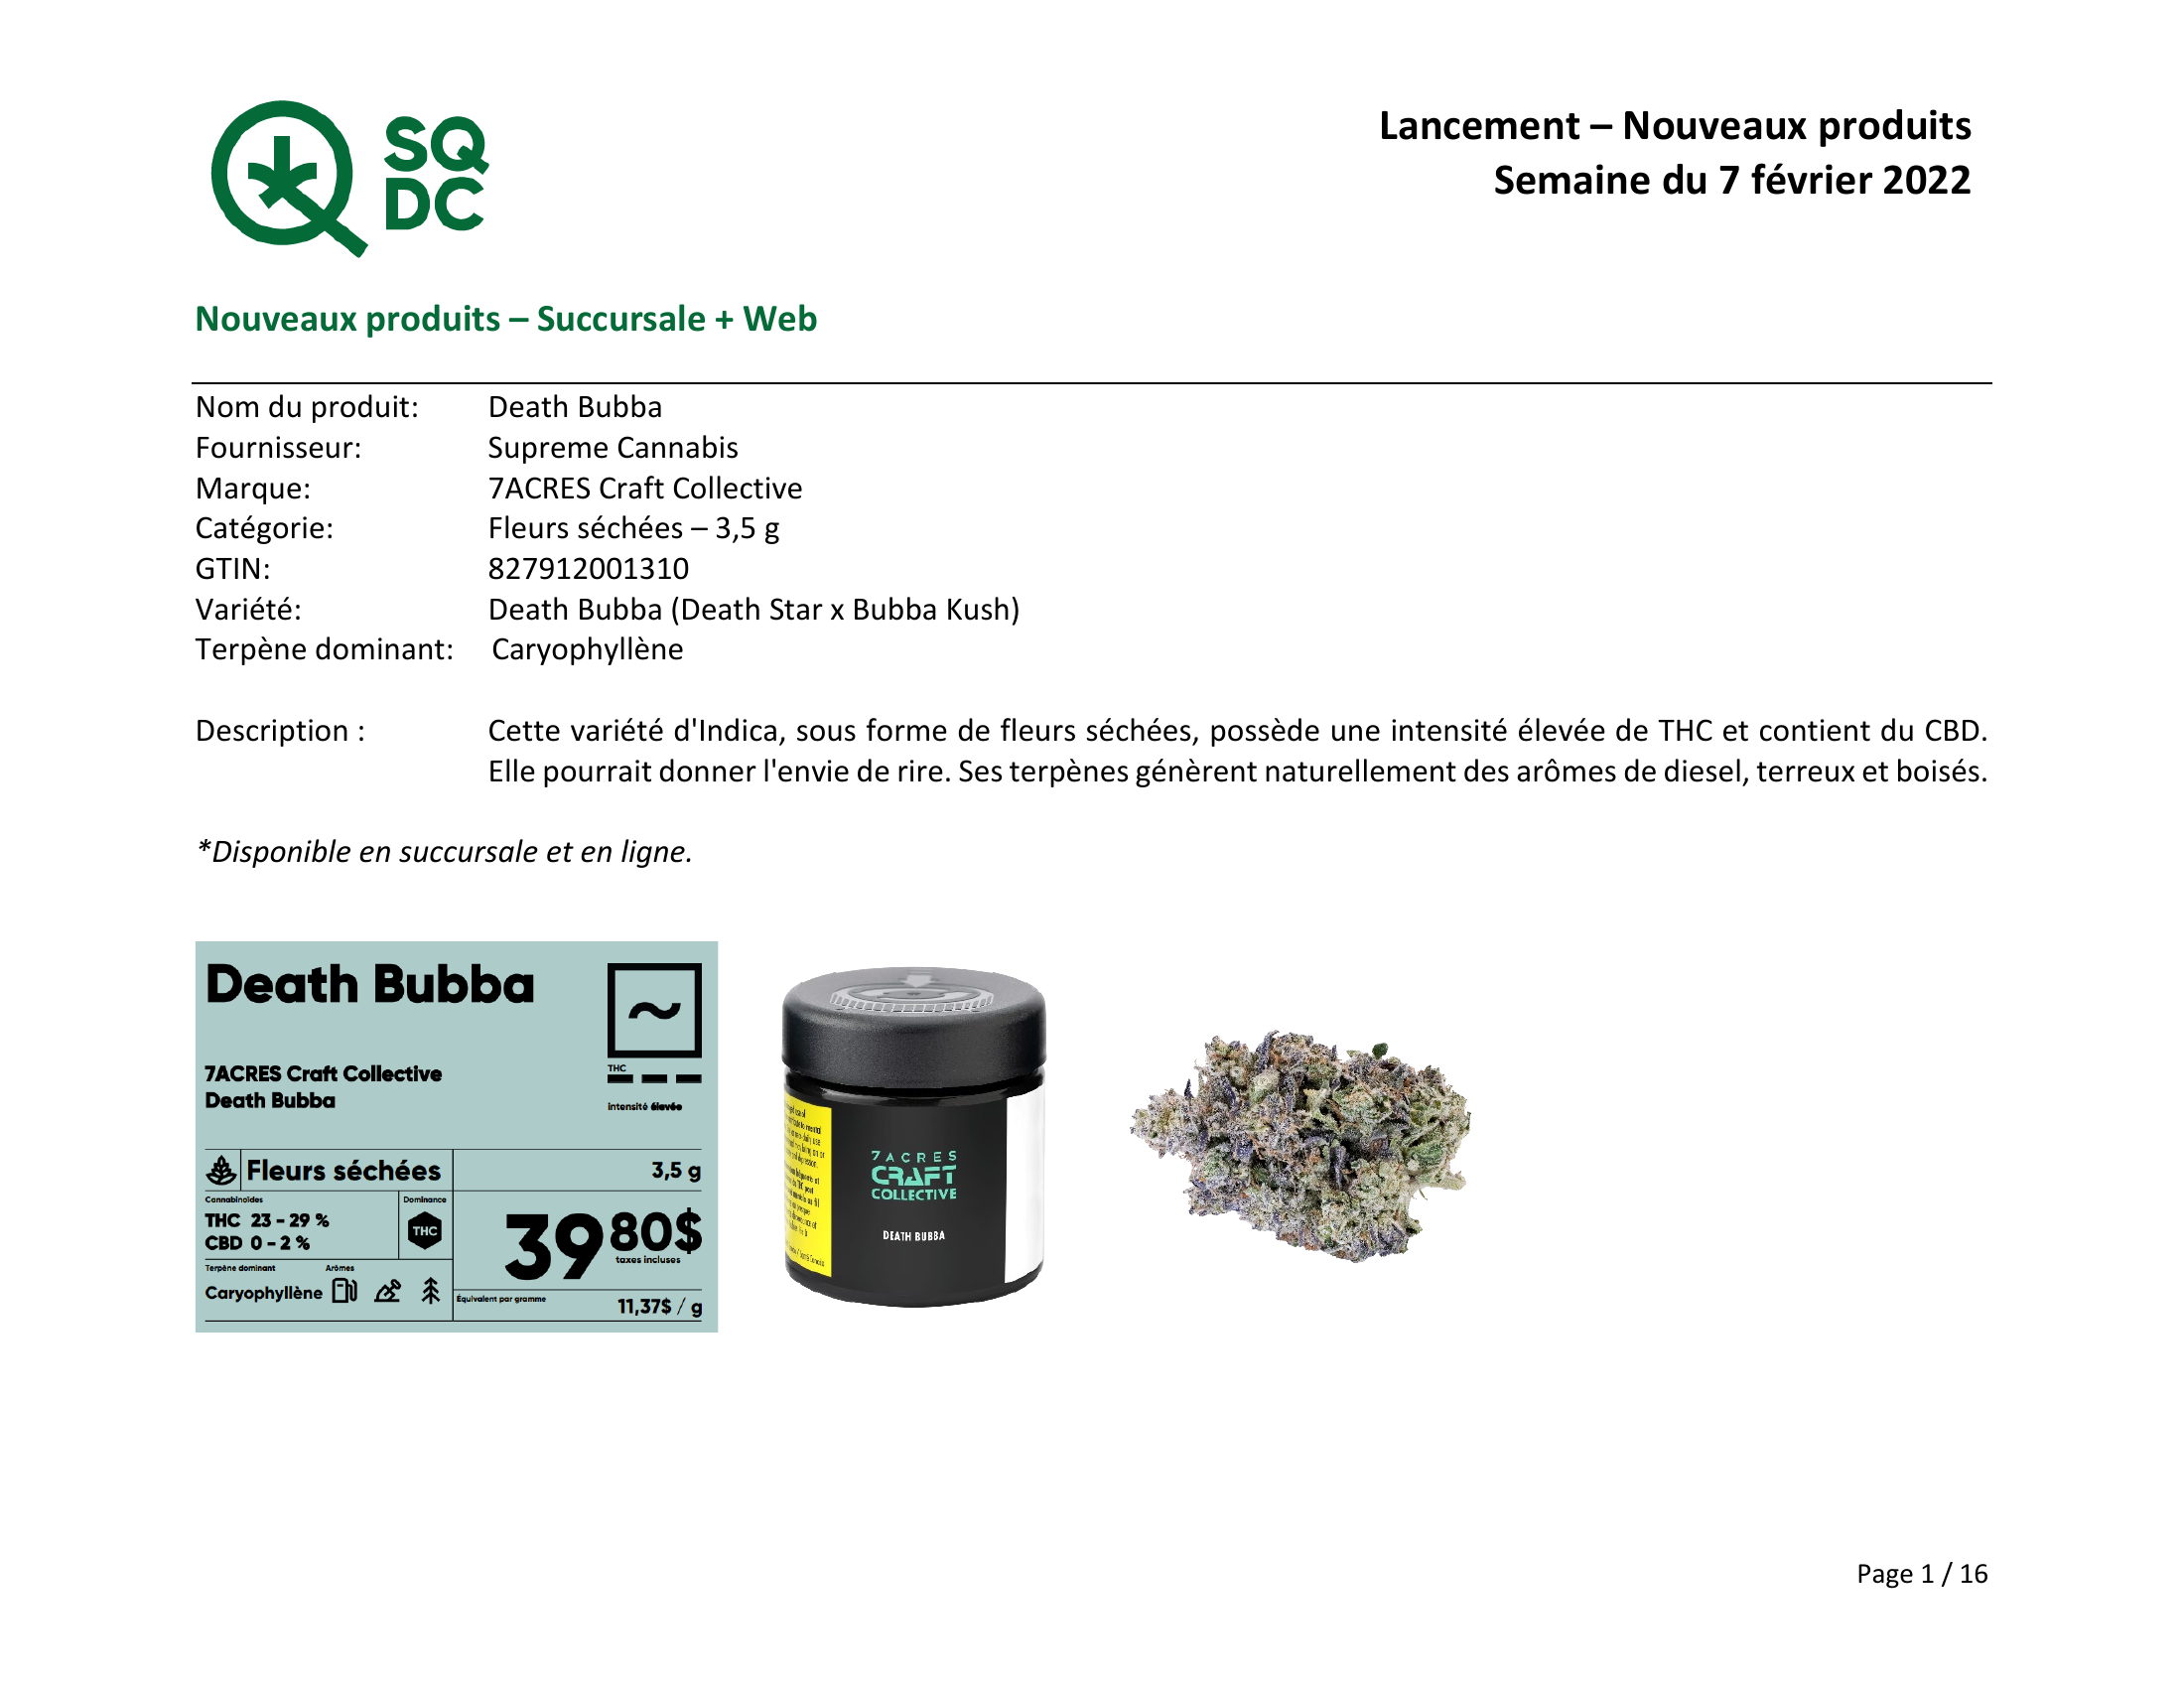 SQ
DC
Lancement – Nouveaux produits
Semaine du 7 février 2022
Nouveaux produits – Succursale + Web
Nom du produit: Death Bubba
Fournisseur: Supreme Cannabis
Marque: 7ACRES Craft Collective
Catégorie: Fleurs séchées – 3,5 g
GTIN: 827912001310
Variété: Death Bubba (Death Star x Bubba Kush)
Terpène dominant: Caryophyllène
Description : Cette variété d'Indica, sous forme de fleurs séchées, possède une intensité élevée de THC et contient du CBD.
Elle pourrait donner l'envie de rire. Ses terpènes génèrent naturellement des arômes de diesel, terreux et boisés.
*Disponible en succursale et en ligne.
Death Bubba
7ACRES Craft Collective
Death Bubba
THC
intensité élevée
Fleurs séchées 3,5 g
Cannabinoïdes Dominance
THC 23 – 29 %
CBD 0 – 2 %
THC
39 80$
taxes incluses
Terpène dominant Arômes
Caryophyllène
Équivalent par gramme 11,37$ / g
7 ACRES
CRAFT
COLLECTIVE
DEATH BUBBA
Page 1 / 16